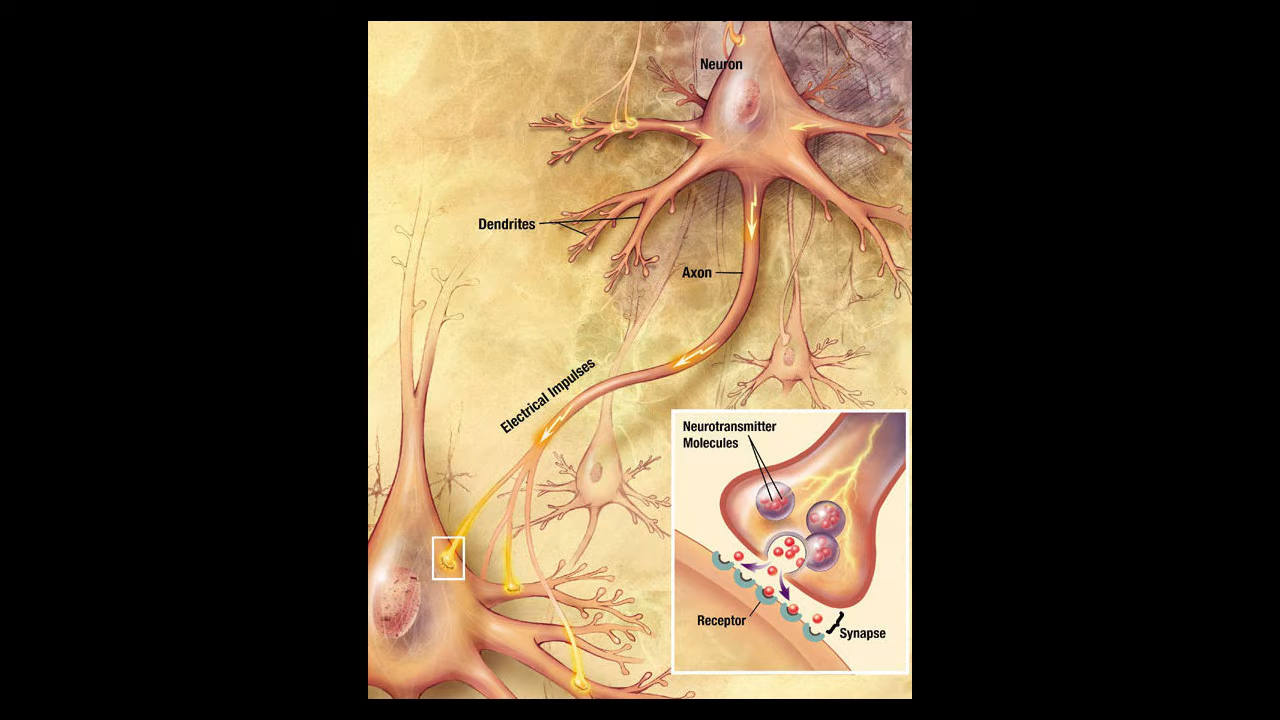 Neuron
Dendrites
Axon
Electrical Impulses
Neurotransmitter
Molecules
Receptor
Synapse